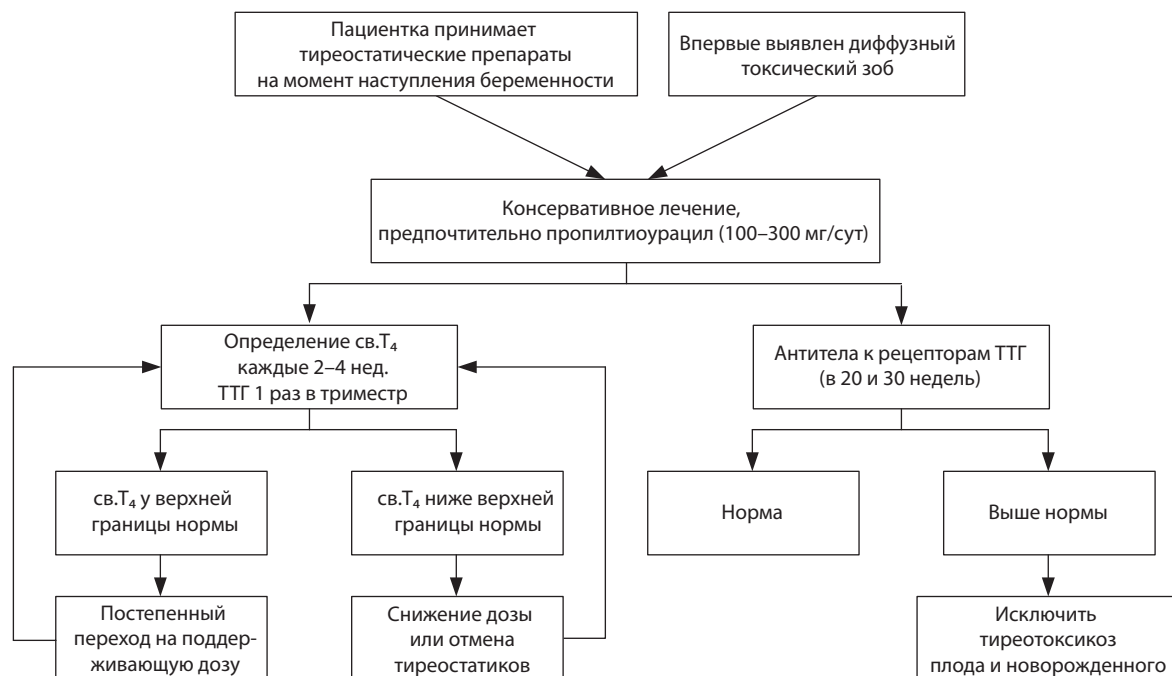 Пациентка принимает
тиреостатические препараты
на момент наступления беременности
Впервые выявлен диффузный
токсический зоб
Консервативное лечение,
предпочтительно пропилтиоурацил (100–300 мг/сут)
Определение св.Т₄
каждые 2–4 нед.
ТТГ 1 раз в триместр
Антитела к рецепторам ТТГ
(в 20 и 30 недель)
св.Т₄ у верхней
границы нормы
св.Т₄ ниже верхней
границы нормы
Норма
Выше нормы
Постепенный
переход на поддер-
живающую дозу
Снижение дозы
или отмена
тиреостатиков
Исключить
тиреотоксикоз
плода и новорожденного